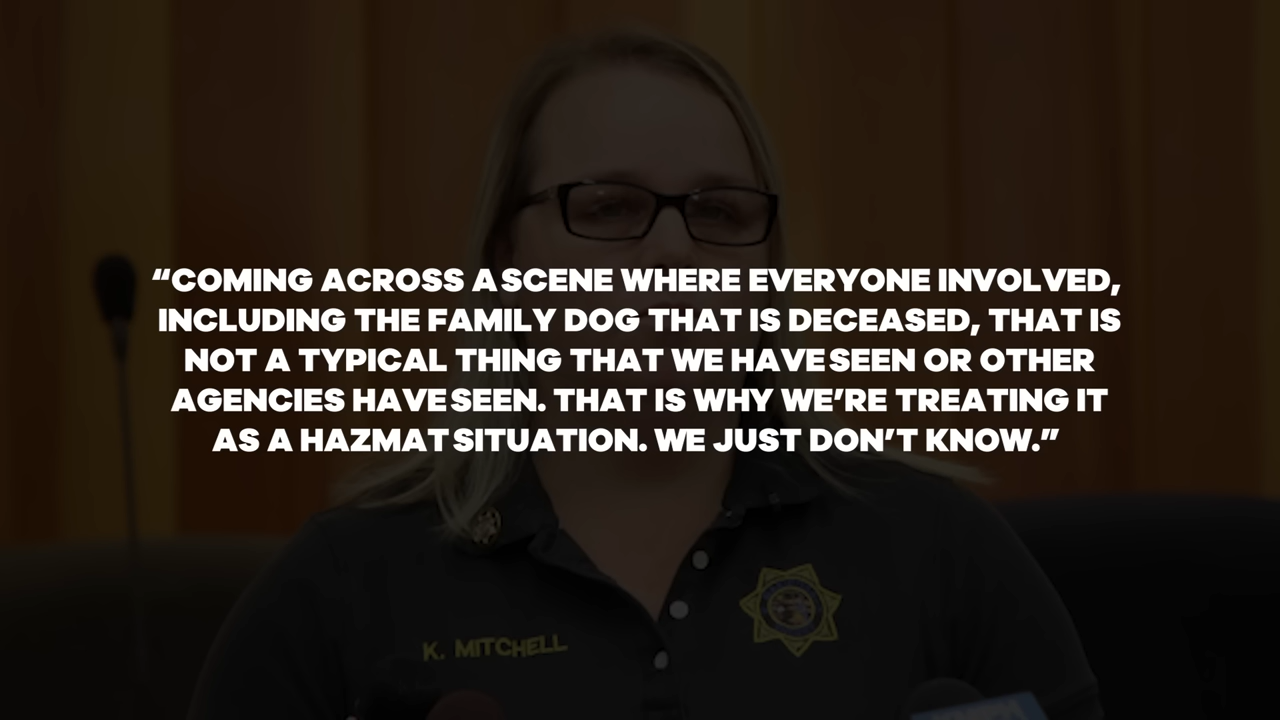 “COMING ACROSS A SCENE WHERE EVERYONE INVOLVED,
INCLUDING THE FAMILY DOG THAT IS DECEASED, THAT IS
NOT A TYPICAL THING THAT WE HAVE SEEN OR OTHER
AGENCIES HAVE SEEN. THAT IS WHY WE’RE TREATING IT
AS A HAZMAT SITUATION. WE JUST DON’T KNOW.”
K. MITCHELL